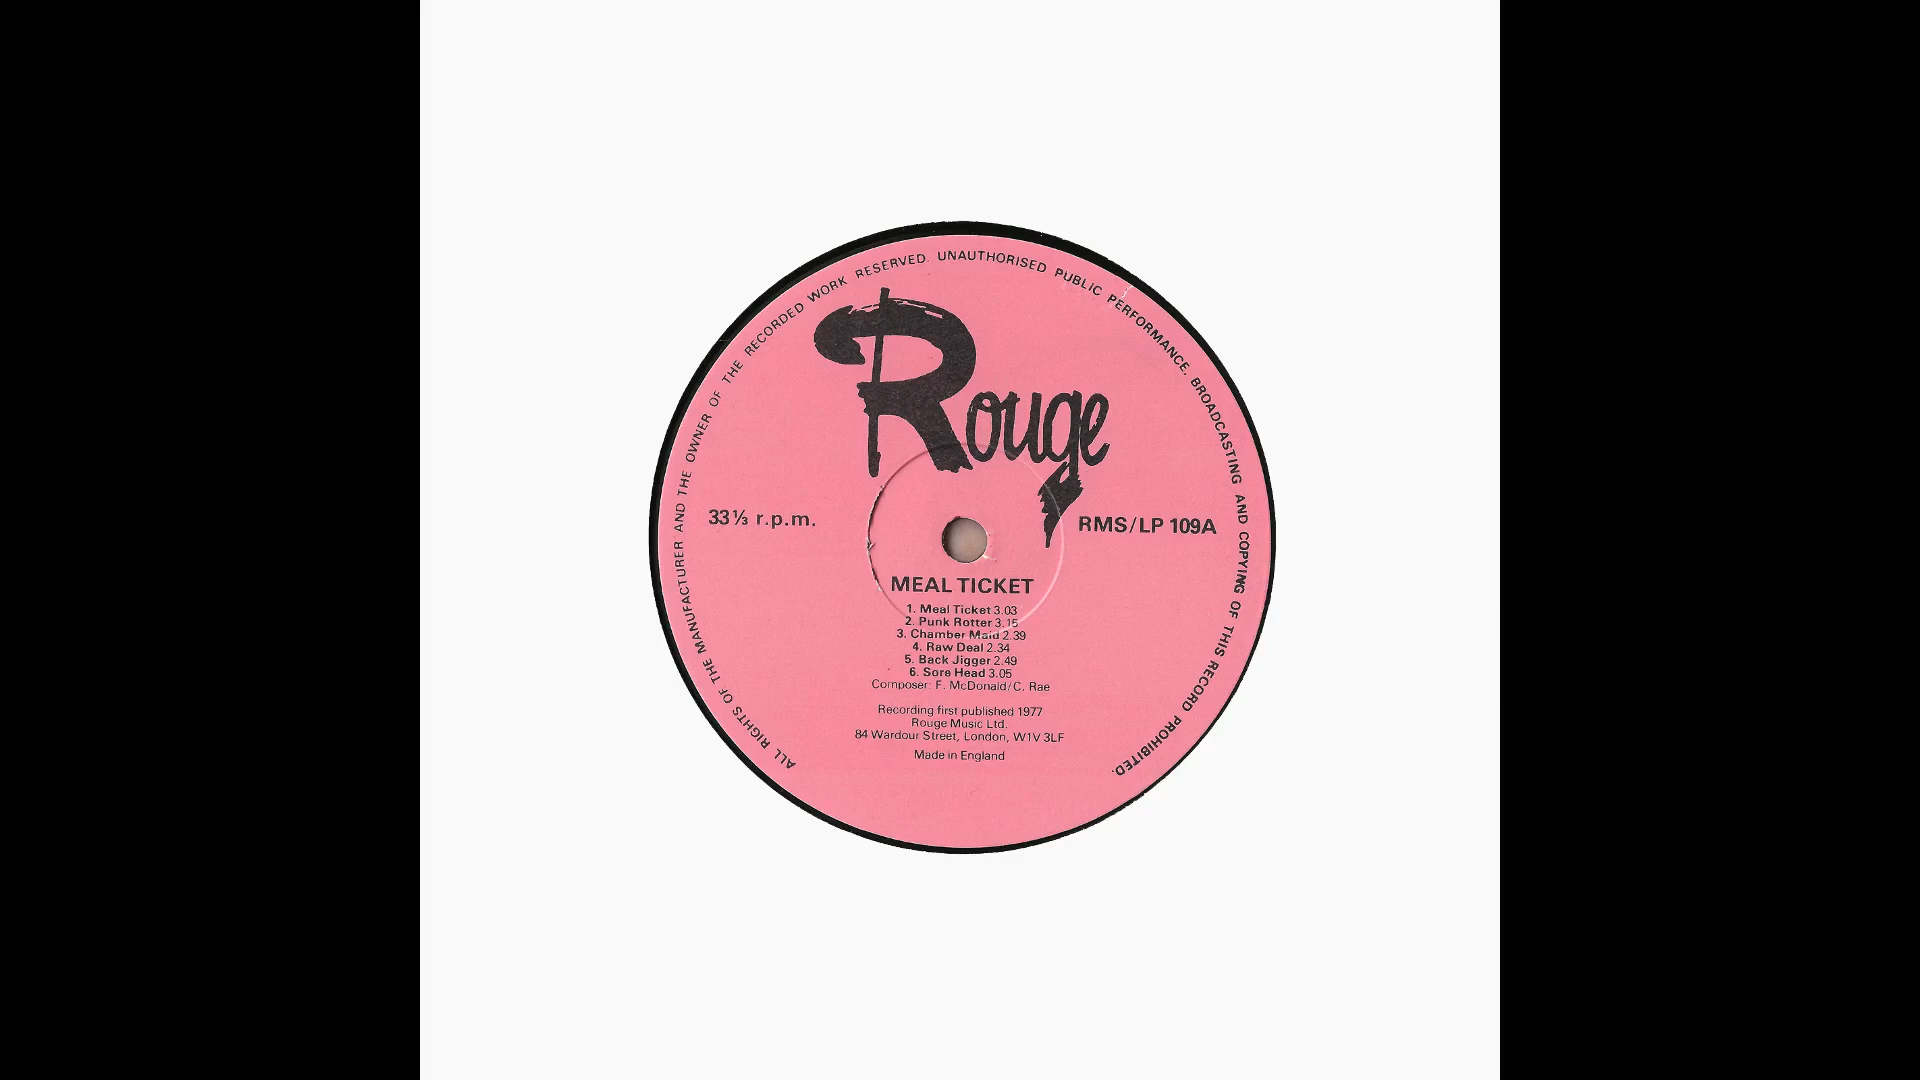 ALL RIGHTS OF THE MANUFACTURER AND THE OWNER OF THE RECORDED WORK RESERVED. UNAUTHORISED PUBLIC PERFORMANCE, BROADCASTING AND COPYING OF THIS RECORD PROHIBITED.
Rouge
33⅓ r.p.m.
RMS/LP 109A
MEAL TICKET
1. Meal Ticket 3.03
2. Punk Rotter 3.15
3. Chamber Maid 2.39
4. Raw Deal 2.34
5. Back Jigger 2.49
6. Sore Head 3.05
Composer: F. McDonald/C. Rae
Recording first published 1977
Rouge Music Ltd.
84 Wardour Street, London, W1V 3LF
Made in England